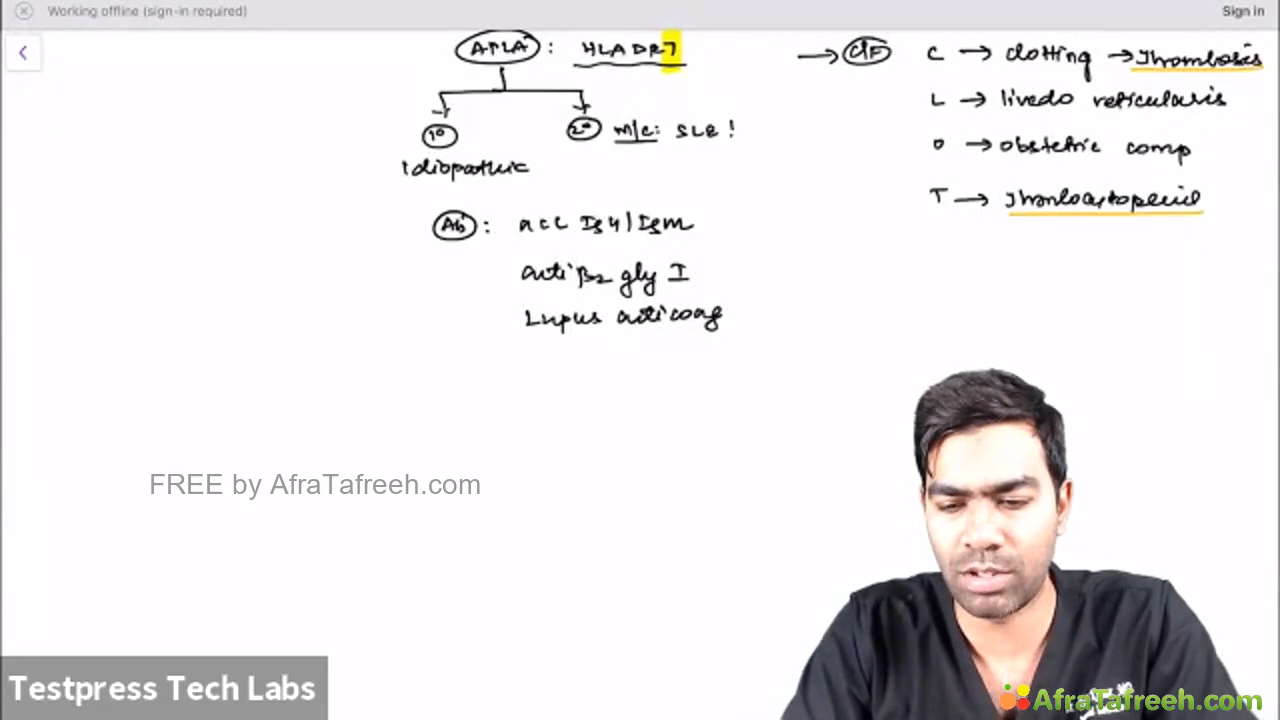 Working offline (sign-in required)
Sign in
APLA : HLA DR7
1° 2° m/c: SLE !
Idiopathic
Ab : ACL IgG/IgM
anti β2 gly I
Lupus anticoag
→ C/F C → clotting → Thrombosis
L → livedo reticularis
O → obstetric comp
T → Thrombocytopenia
FREE by AfraTafreeh.com
Testpress Tech Labs
AfraTafreeh.com